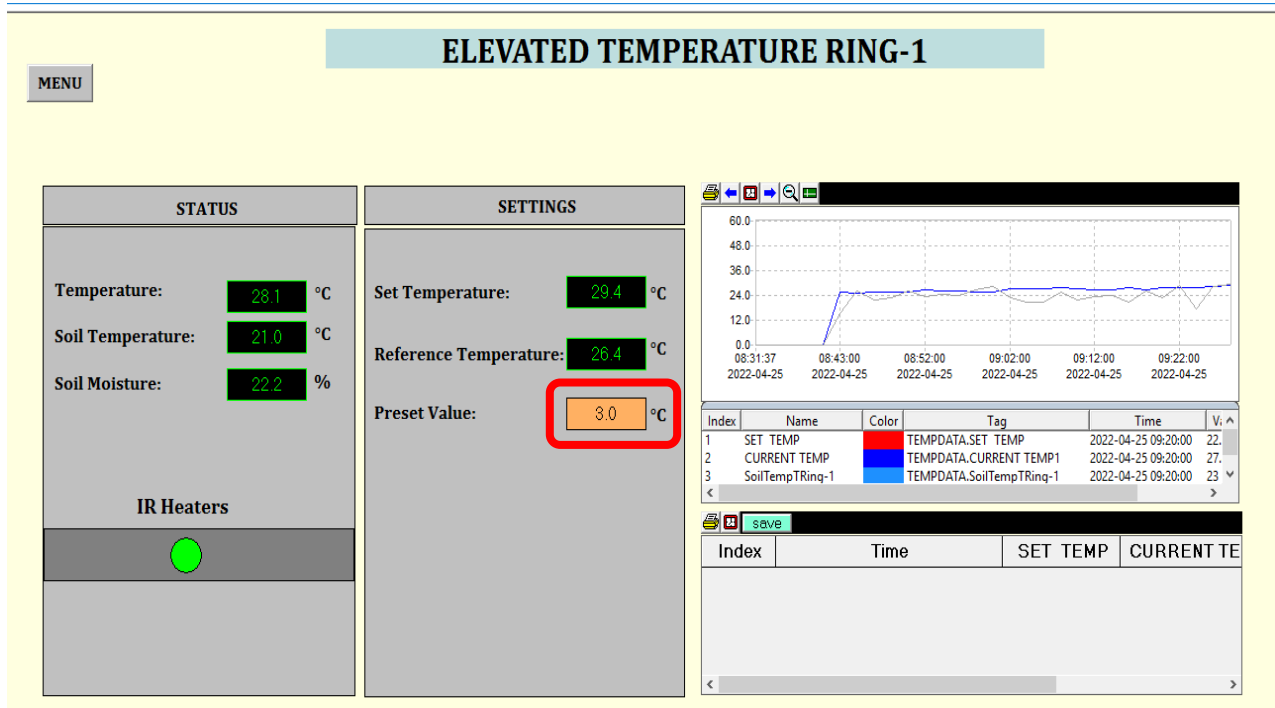 ELEVATED TEMPERATURE RING-1
MENU
STATUS
Temperature: 28.1 °C
Soil Temperature: 21.0 °C
Soil Moisture: 22.2 %
IR Heaters
SETTINGS
Set Temperature: 29.4 °C
Reference Temperature: 26.4 °C
Preset Value: 3.0 °C
60.0
48.0
36.0
24.0
12.0
0.0
08:31:37 08:43:00 08:52:00 09:02:00 09:12:00 09:22:00
2022-04-25 2022-04-25 2022-04-25 2022-04-25 2022-04-25 2022-04-25
Index Name Color Tag Time
1 SET TEMP TEMPDATA.SET TEMP 2022-04-25 09:20:00 22.
2 CURRENT TEMP TEMPDATA.CURRENT TEMP1 2022-04-25 09:20:00 27.
3 SoilTempTRing-1 TEMPDATA.SoilTempTRing-1 2022-04-25 09:20:00 23
save
Index Time SET TEMP CURRENT TE